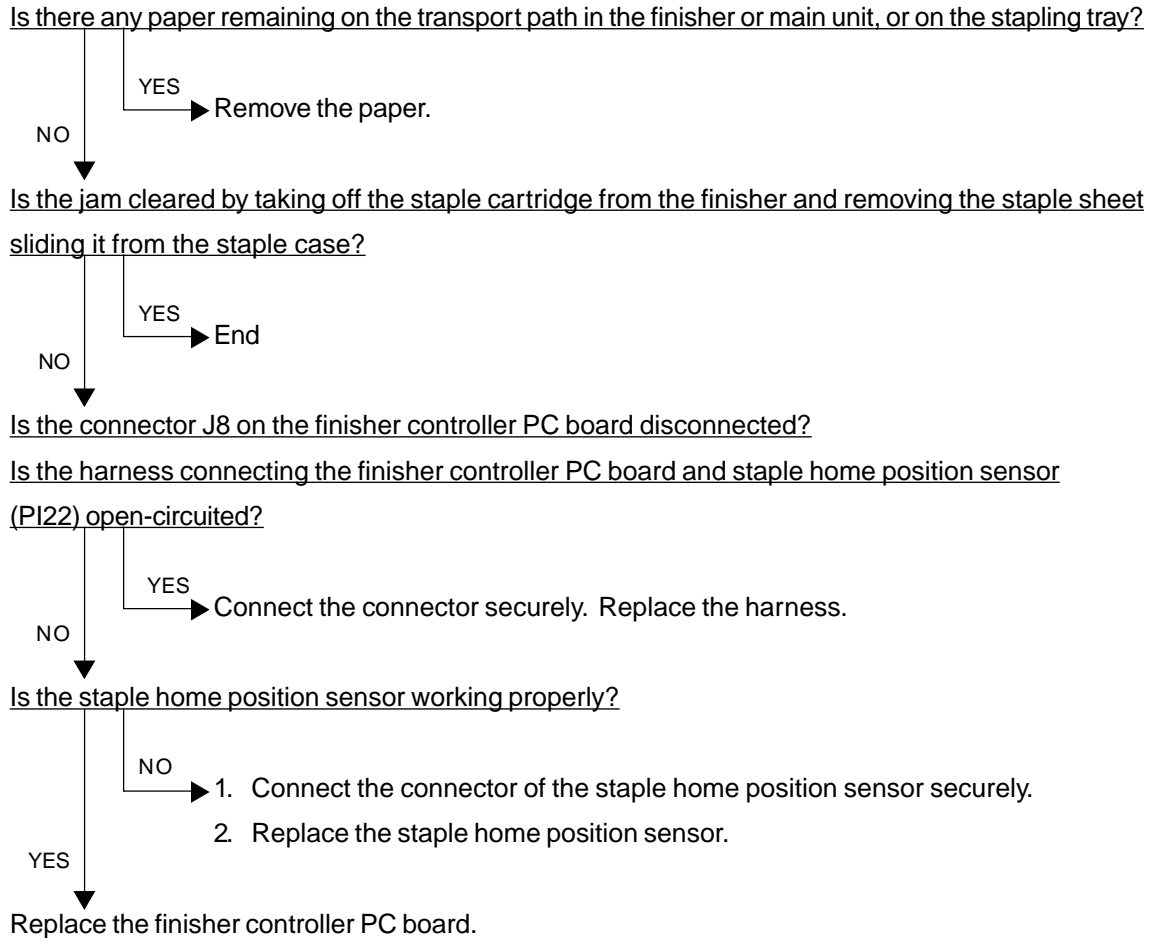 Is there any paper remaining on the transport path in the finisher or main unit, or on the stapling tray?
YES
Remove the paper.
NO
Is the jam cleared by taking off the staple cartridge from the finisher and removing the staple sheet
sliding it from the staple case?
YES
End
NO
Is the connector J8 on the finisher controller PC board disconnected?
Is the harness connecting the finisher controller PC board and staple home position sensor
(PI22) open-circuited?
YES
Connect the connector securely. Replace the harness.
NO
Is the staple home position sensor working properly?
NO
1. Connect the connector of the staple home position sensor securely.
2. Replace the staple home position sensor.
YES
Replace the finisher controller PC board.